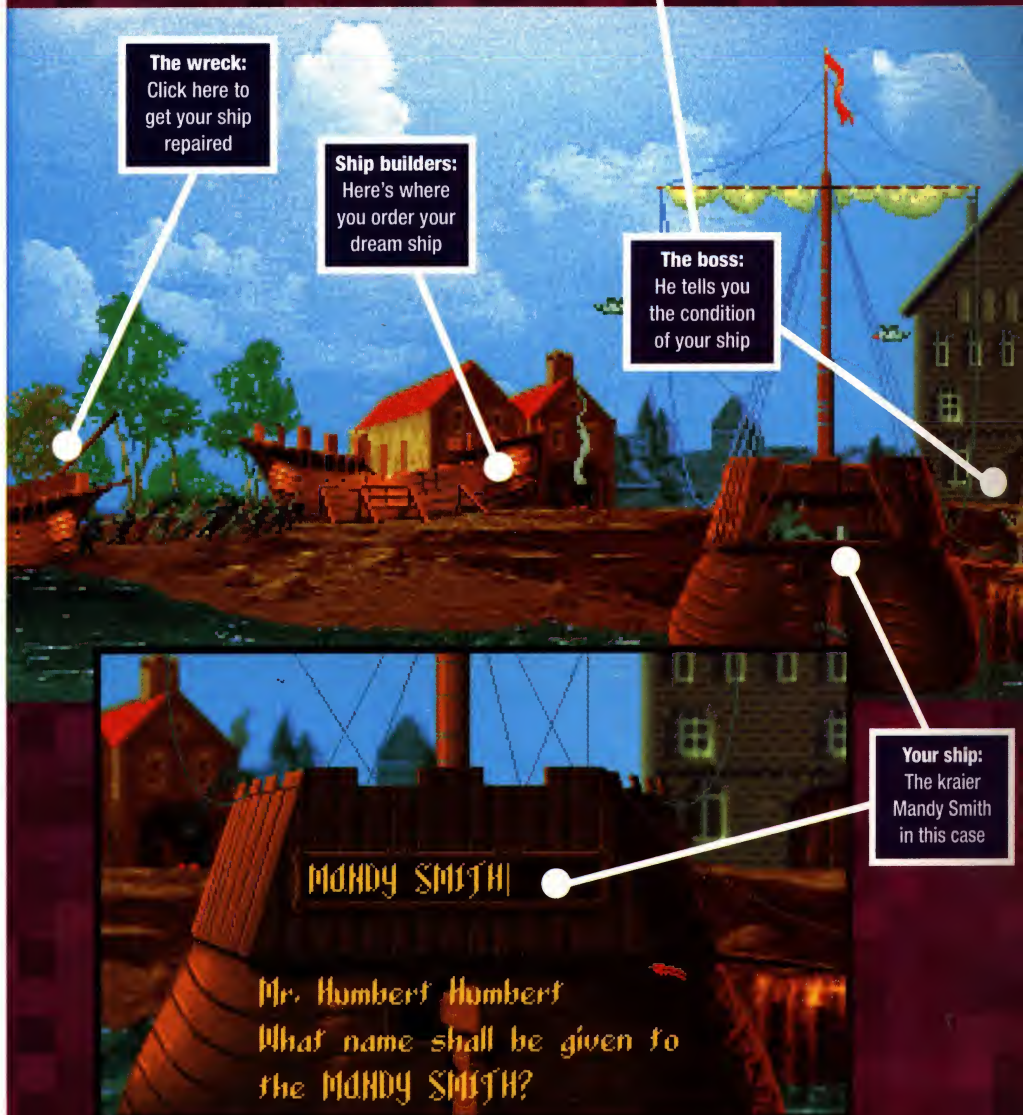 The wreck:
Click here to
get your ship
repaired
Ship builders:
Here's where
you order your
dream ship
The boss:
He tells you
the condition
of your ship
Your ship:
The kraier
Mandy Smith
in this case
MANDY SMITH
Mr. Humbert Humbert
What name shall be given to
the MANDY SMITH?